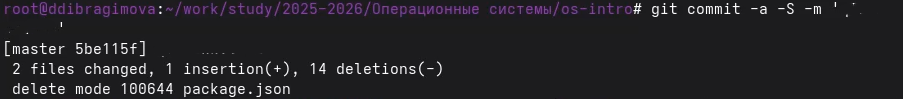 root@ddibragimova:~/work/study/2025-2026/Операционные системы/os-intro# git commit -a -S -m '
'
[master 5be115f]
2 files changed, 1 insertion(+), 14 deletions(-)
delete mode 100644 package.json